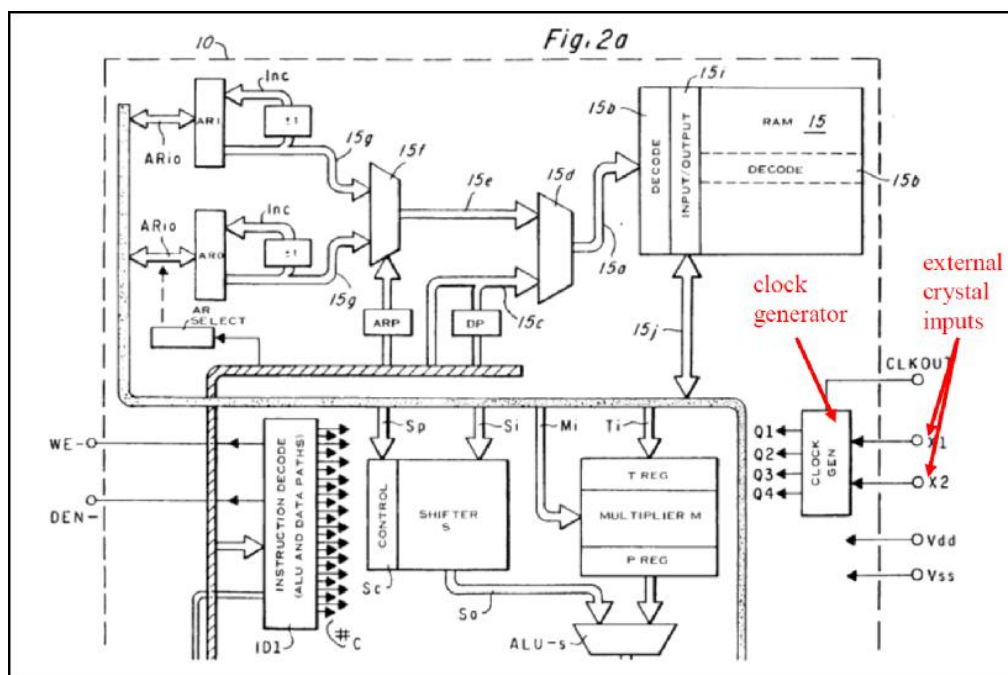 Fig. 2a
10
Inc
AR1
±1
ARio
15g
15f
15e
15d
15b
15i
DECODE
INPUT/OUTPUT
RAM 15
DECODE
15b
Inc
ARio
AR0
±1
15g
15a
15c
AR
SELECT
ARP
DP
15j
clock
generator
external
crystal
inputs
CLKOUT
WE-
DEN-
INSTRUCTION DECODE
(ALU AND DATA PATHS)
ID1
#C
Sp
Si
Mi
Ti
CONTROL
SHIFTER
S
Sc
So
T REG
MULTIPLIER M
P REG
ALU-s
Q1
Q2
Q3
Q4
CLOCK
GEN
X1
X2
Vdd
Vss